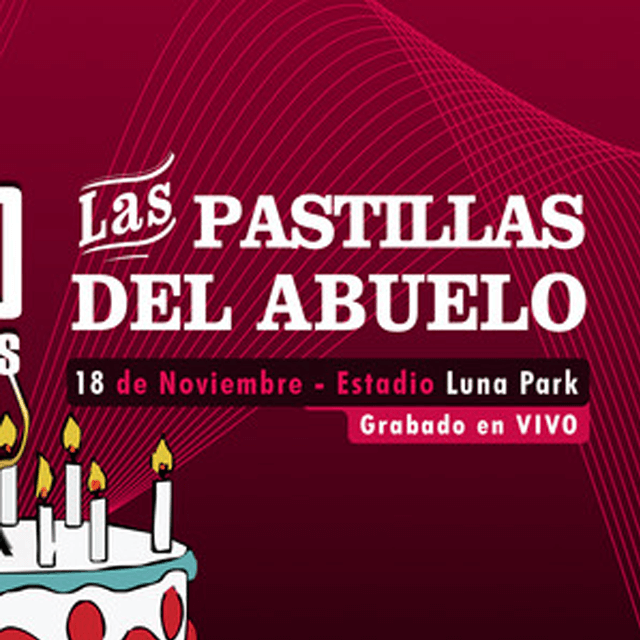 Las PASTILLAS
DEL ABUELO
18 de Noviembre - Estadio Luna Park
Grabado en VIVO